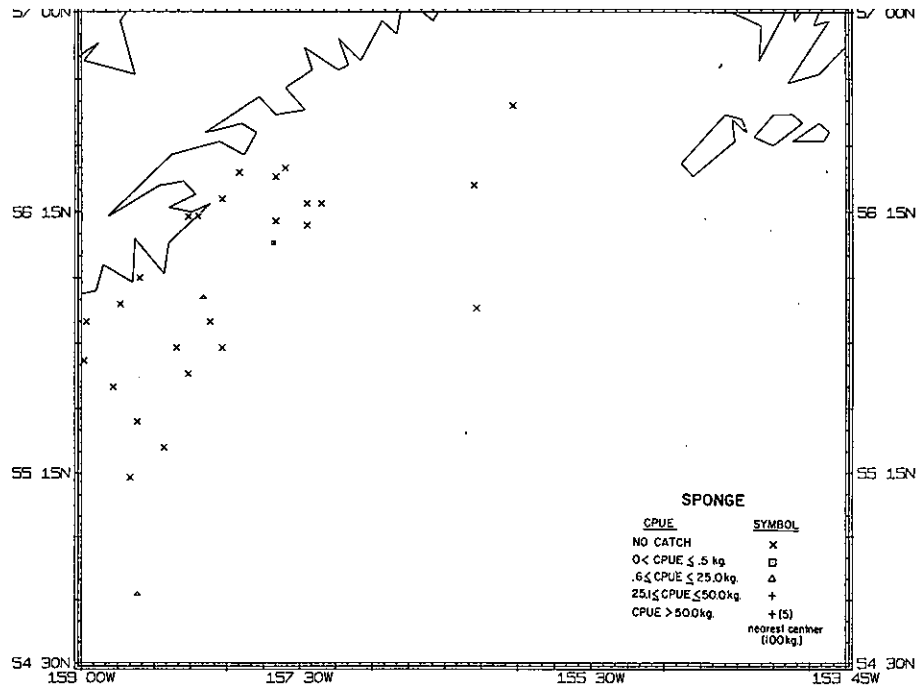 57 00N 57 00N
56 15N 56 15N
55 15N 55 15N
SPONGE
CPUE SYMBOL
NO CATCH ×
0< CPUE ≤ .5 kg □
.6≤ CPUE ≤ 25.0kg. △
25.1≤ CPUE ≤ 50.0kg. +
CPUE > 50.0kg. + (5)
nearest centner
(100kg.)
54 30N 54 30N
159 00W 157 30W 155 30W 153 45W